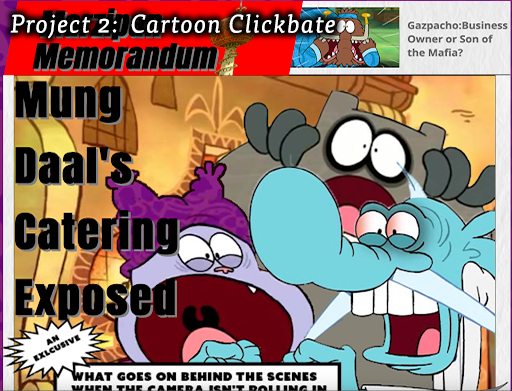 Project 2: Cartoon Clickbate
Memorandum
Gazpacho:Business
Owner or Son of
the Mafia?
Mung
Daal's
Catering
Exposed
AN
EXLCUSIVE
WHAT GOES ON BEHIND THE SCENES
WHEN THE CAMERA ISN'T ROLLING IN